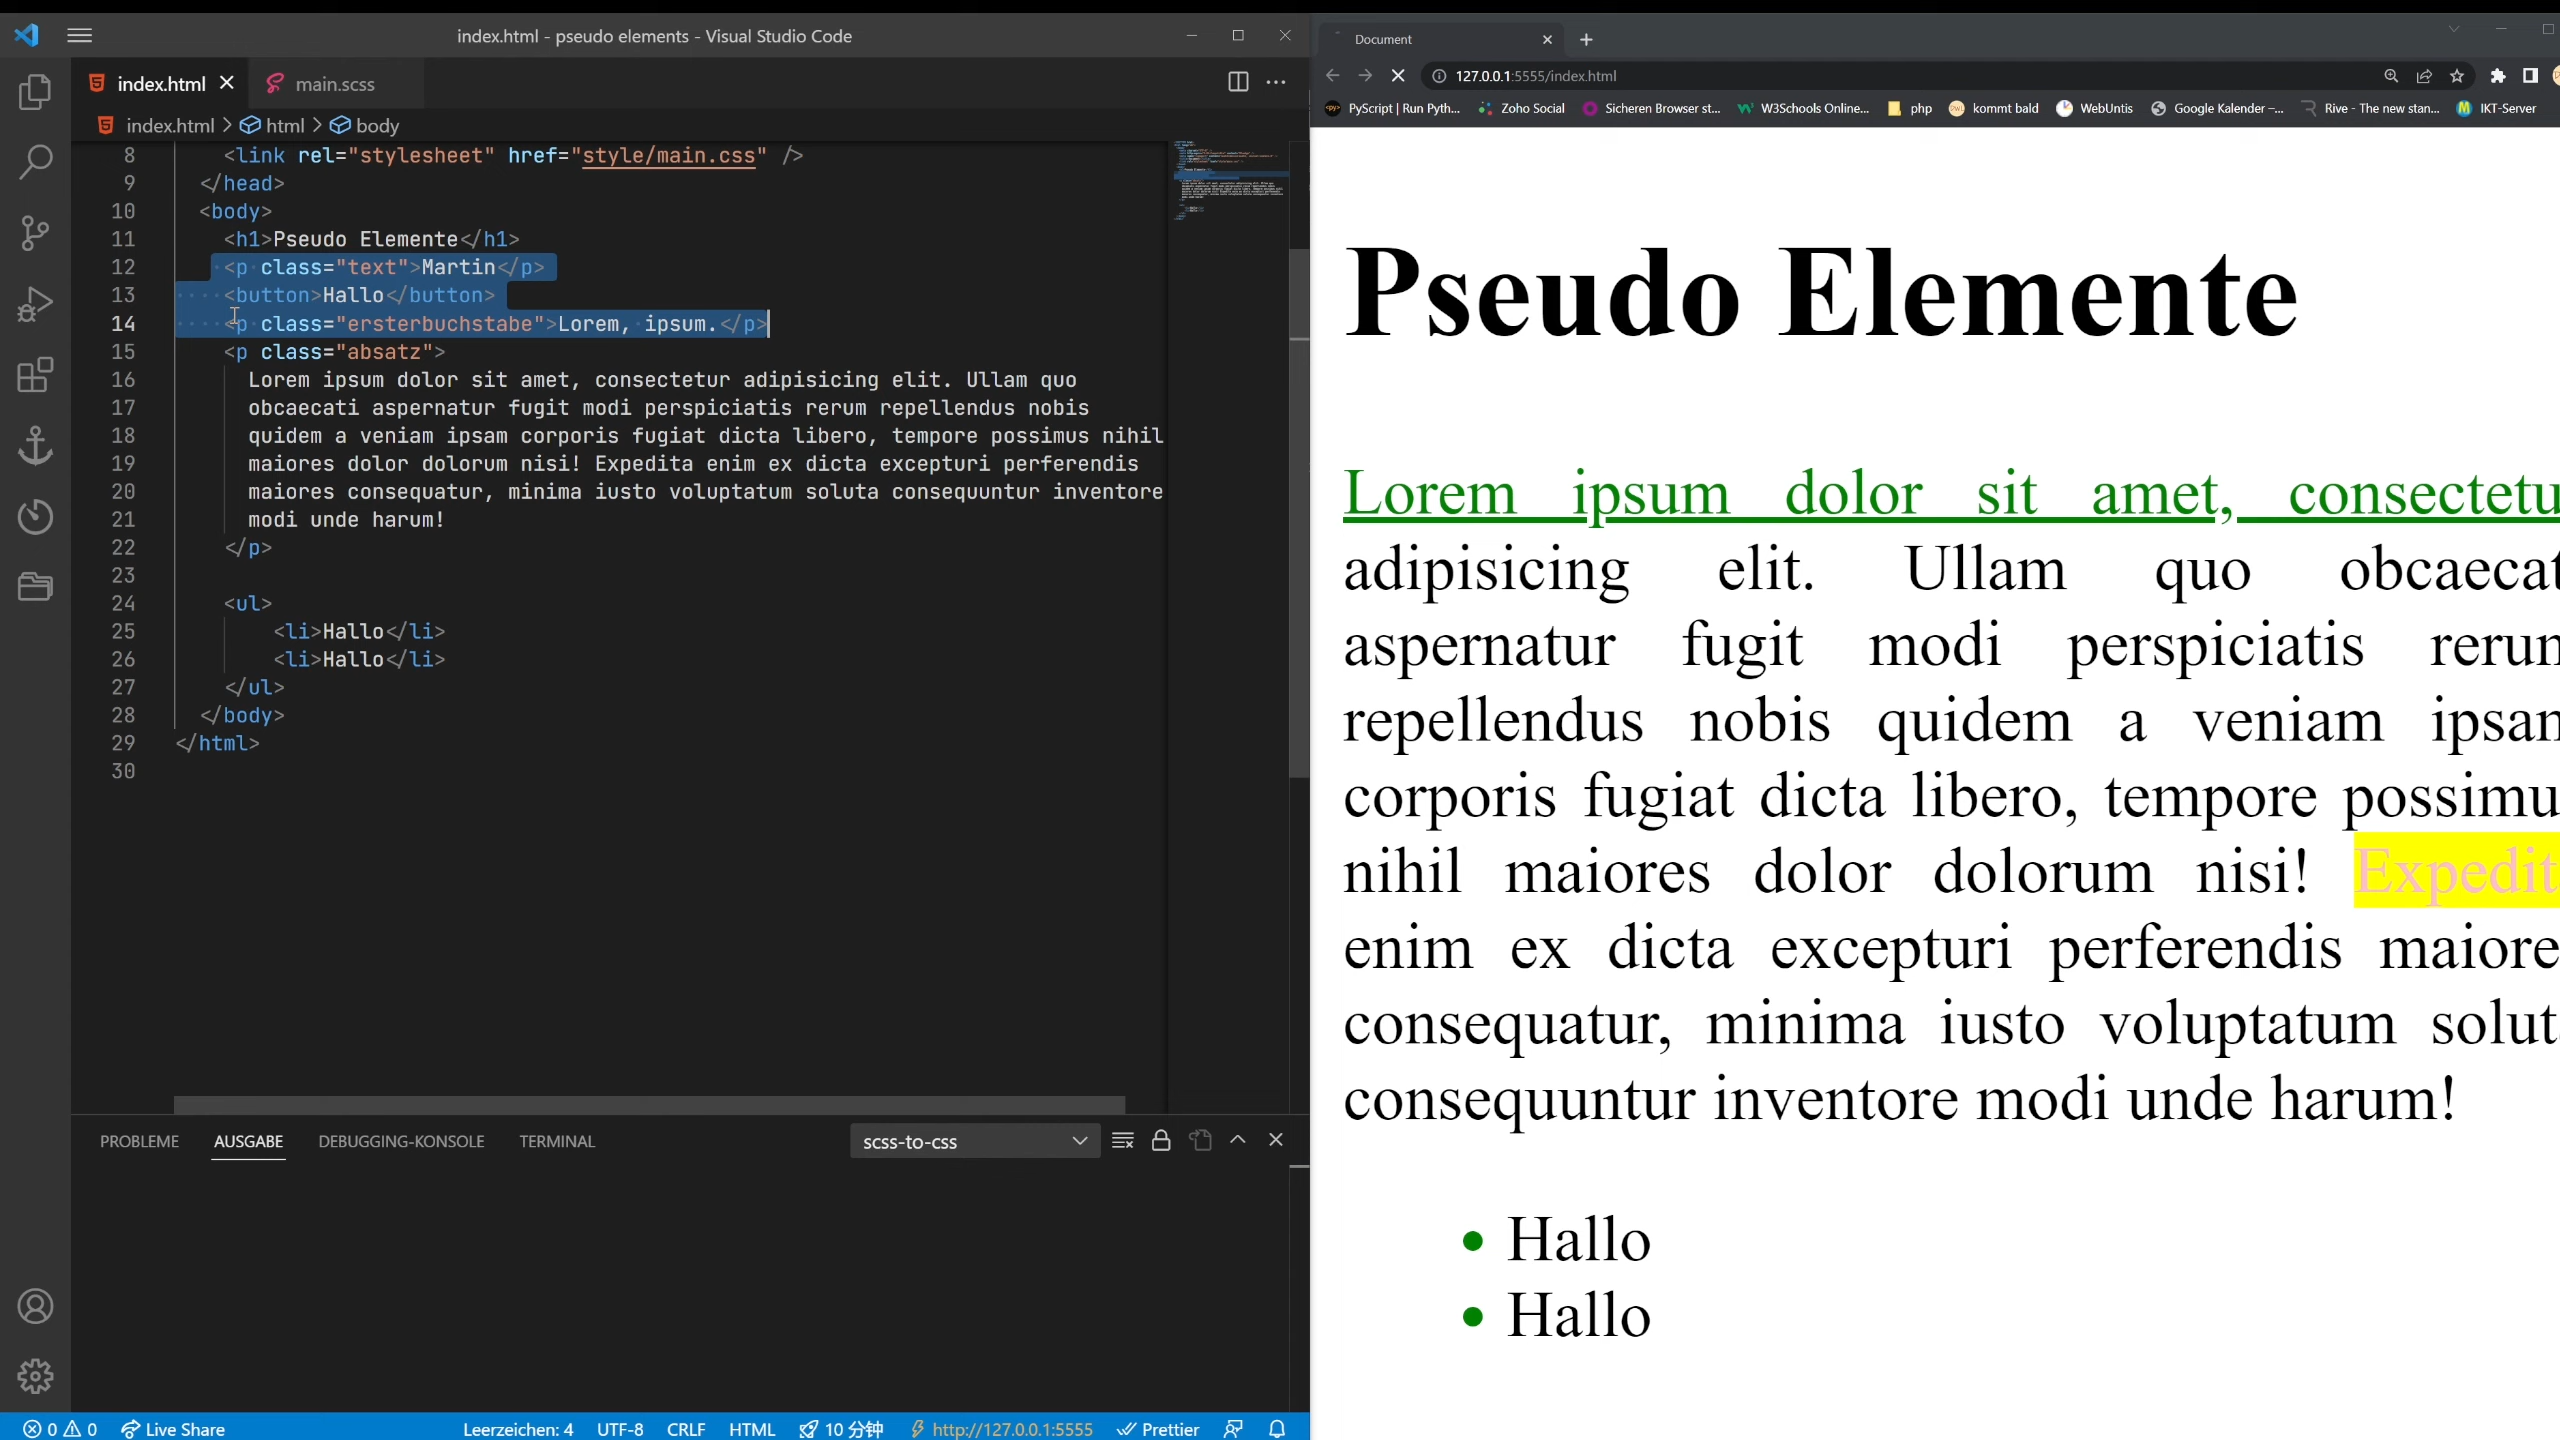 index.html - pseudo elements - Visual Studio Code
index.html
main.scss
index.html > html > body
8 <link rel="stylesheet" href="style/main.css" />
9 </head>
10 <body>
11 <h1>Pseudo Elemente</h1>
12 <p class="text">Martin</p>
13 <button>Hallo</button>
14 <p class="ersterbuchstabe">Lorem, ipsum.</p>
15 <p class="absatz">
16 Lorem ipsum dolor sit amet, consectetur adipisicing elit. Ullam quo
17 obcaecati aspernatur fugit modi perspiciatis rerum repellendus nobis
18 quidem a veniam ipsam corporis fugiat dicta libero, tempore possimus nihil
19 maiores dolor dolorum nisi! Expedita enim ex dicta excepturi perferendis
20 maiores consequatur, minima iusto voluptatum soluta consequuntur inventore
21 modi unde harum!
22 </p>
23
24 <ul>
25 <li>Hallo</li>
26 <li>Hallo</li>
27 </ul>
28 </body>
29 </html>
30
PROBLEME AUSGABE DEBUGGING-KONSOLE TERMINAL
scss-to-css
0 0 Live Share Leerzeichen: 4 UTF-8 CRLF HTML 10 分钟 http://127.0.0.1:5555 Prettier
Document
127.0.0.1:5555/index.html
PyScript | Run Pyth... Zoho Social Sicheren Browser st... W3Schools Online... php kommt bald WebUntis Google Kalender –... Rive - The new stan... IKT-Server
Pseudo Elemente
Lorem ipsum dolor sit amet, consectetu
adipisicing elit. Ullam quo obcaecat
aspernatur fugit modi perspiciatis rerum
repellendus nobis quidem a veniam ipsam
corporis fugiat dicta libero, tempore possimu
nihil maiores dolor dolorum nisi! Expedit
enim ex dicta excepturi perferendis maiore
consequatur, minima iusto voluptatum solut
consequuntur inventore modi unde harum!
• Hallo
• Hallo